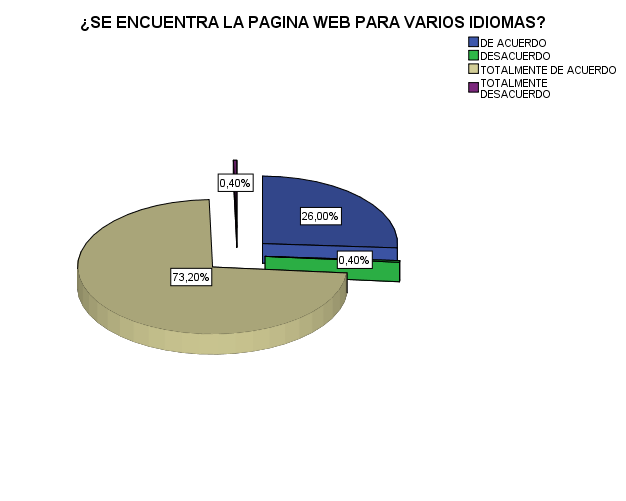 ¿SE ENCUENTRA LA PAGINA WEB PARA VARIOS IDIOMAS?
DE ACUERDO
DESACUERDO
TOTALMENTE DE ACUERDO
TOTALMENTE
DESACUERDO
0,40%
26,00%
0,40%
73,20%